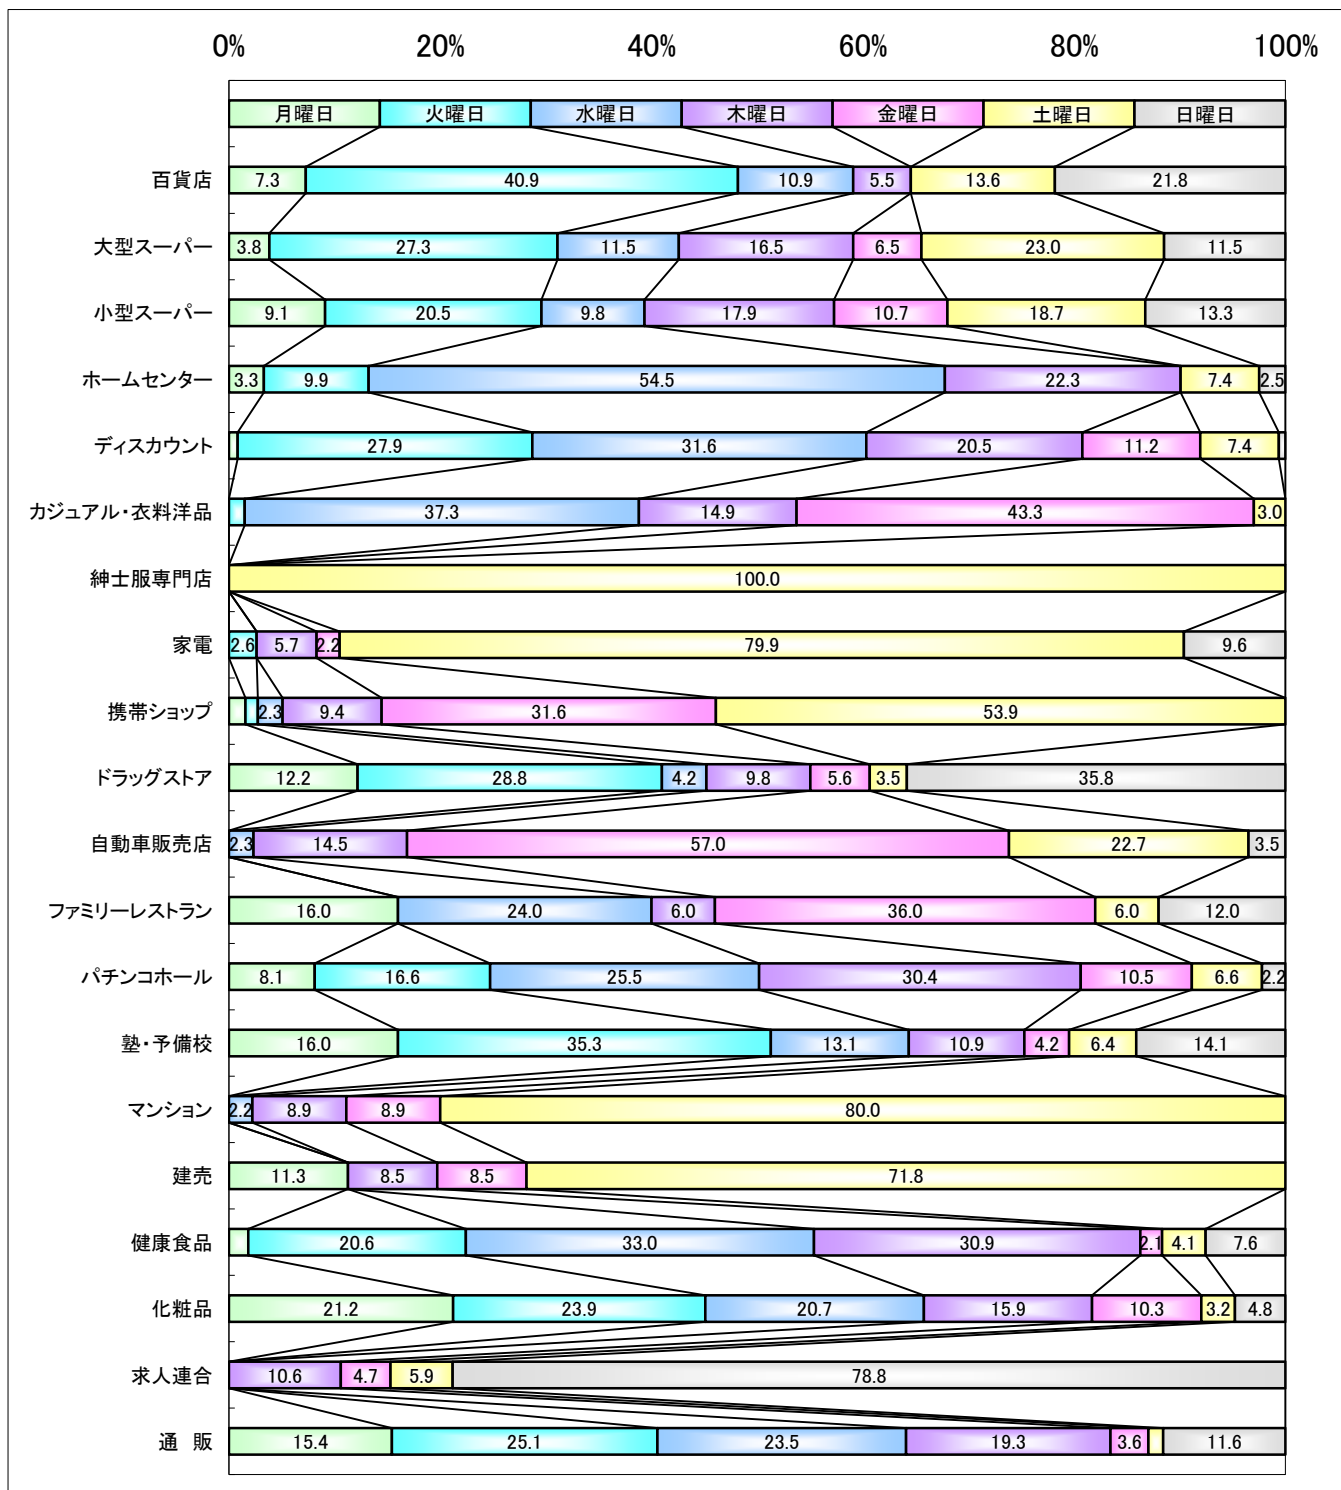 0% 20% 40% 60% 80% 100%
月曜日 火曜日 水曜日 木曜日 金曜日 土曜日 日曜日
百貨店 7.3 40.9 10.9 5.5 13.6 21.8
大型スーパー 3.8 27.3 11.5 16.5 6.5 23.0 11.5
小型スーパー 9.1 20.5 9.8 17.9 10.7 18.7 13.3
ホームセンター 3.3 9.9 54.5 22.3 7.4 2.5
ディスカウント 27.9 31.6 20.5 11.2 7.4
カジュアル・衣料洋品 37.3 14.9 43.3 3.0
紳士服専門店 100.0
家電 2.6 5.7 2.2 79.9 9.6
携帯ショップ 2.3 9.4 31.6 53.9
ドラッグストア 12.2 28.8 4.2 9.8 5.6 3.5 35.8
自動車販売店 2.3 14.5 57.0 22.7 3.5
ファミリーレストラン 16.0 24.0 6.0 36.0 6.0 12.0
パチンコホール 8.1 16.6 25.5 30.4 10.5 6.6 2.2
塾・予備校 16.0 35.3 13.1 10.9 4.2 6.4 14.1
マンション 2.2 8.9 8.9 80.0
建売 11.3 8.5 8.5 71.8
健康食品 20.6 33.0 30.9 2.1 4.1 7.6
化粧品 21.2 23.9 20.7 15.9 10.3 3.2 4.8
求人連合 10.6 4.7 5.9 78.8
通 販 15.4 25.1 23.5 19.3 3.6 11.6